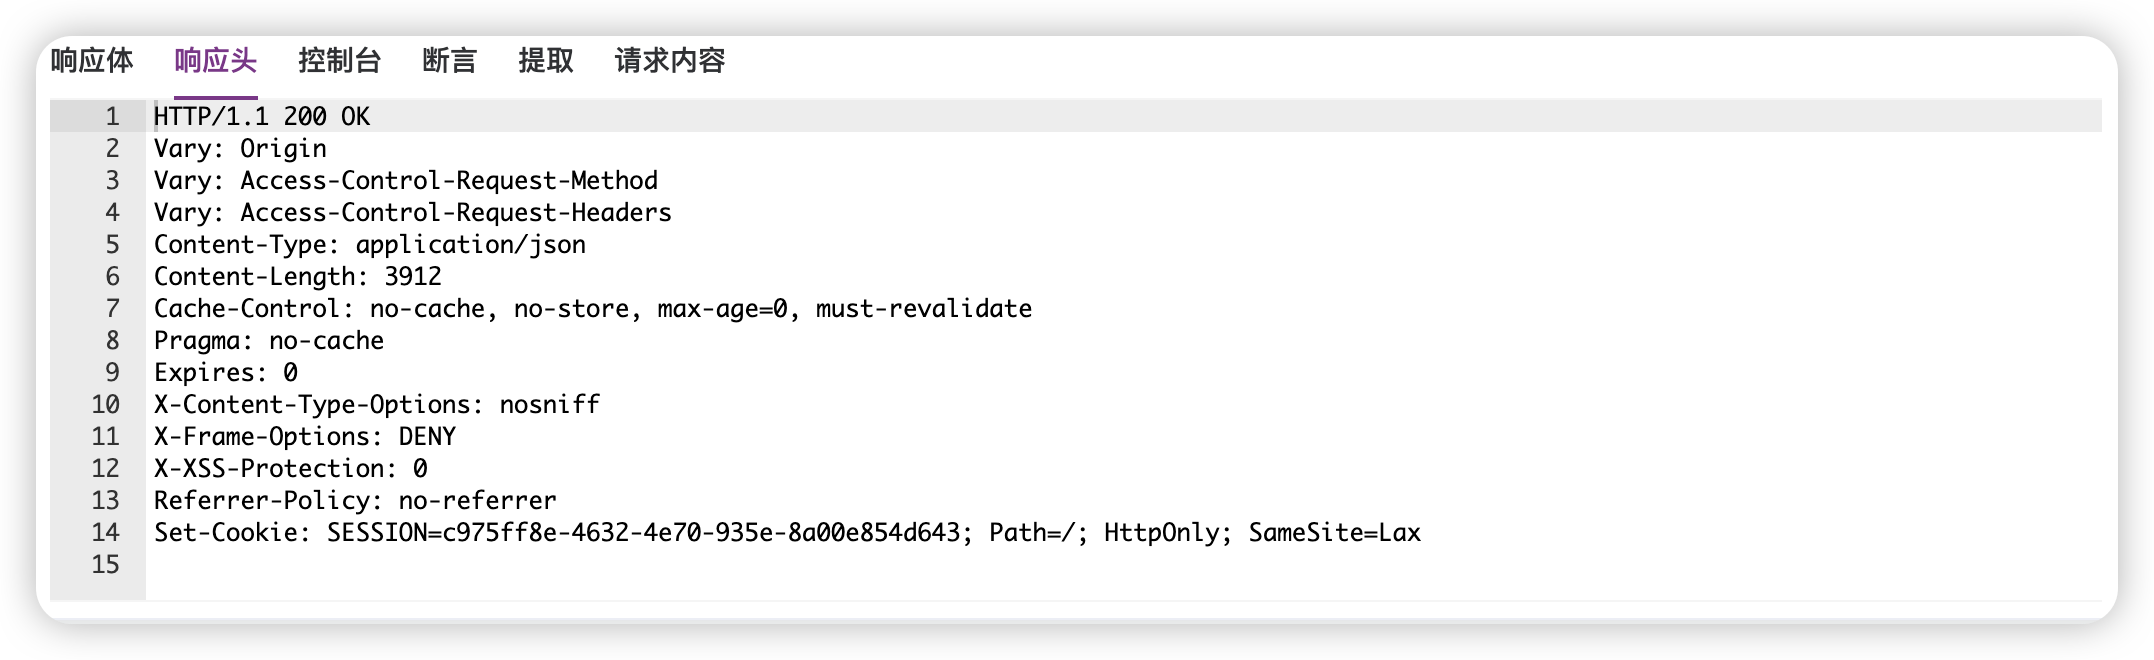 响应体 响应头 控制台 断言 提取 请求内容
1 HTTP/1.1 200 OK
2 Vary: Origin
3 Vary: Access-Control-Request-Method
4 Vary: Access-Control-Request-Headers
5 Content-Type: application/json
6 Content-Length: 3912
7 Cache-Control: no-cache, no-store, max-age=0, must-revalidate
8 Pragma: no-cache
9 Expires: 0
10 X-Content-Type-Options: nosniff
11 X-Frame-Options: DENY
12 X-XSS-Protection: 0
13 Referrer-Policy: no-referrer
14 Set-Cookie: SESSION=c975ff8e-4632-4e70-935e-8a00e854d643; Path=/; HttpOnly; SameSite=Lax
15